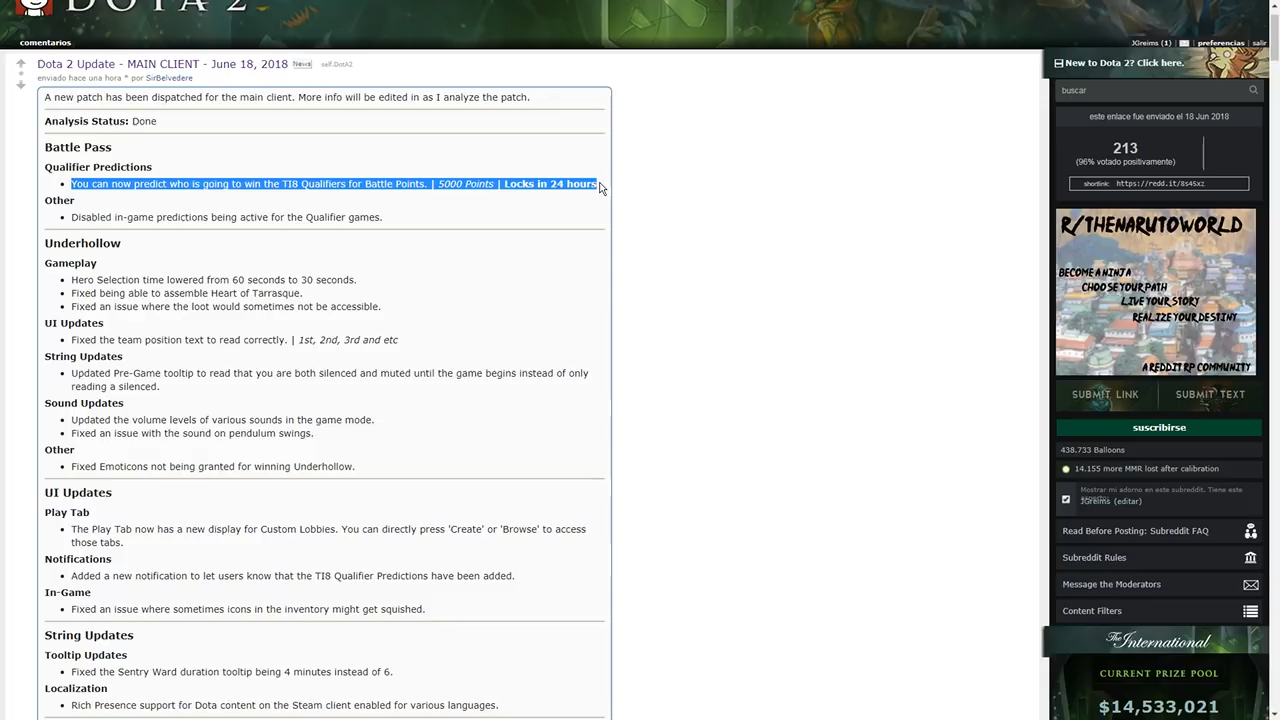 DOTA 2
comentarios
JGreims (1)
preferencias
salir
Dota 2 Update - MAIN CLIENT - June 18, 2018 News self.DotA2
enviado hace una hora * por SirBelvedere
A new patch has been dispatched for the main client. More info will be edited in as I analyze the patch.
Analysis Status: Done
Battle Pass
Qualifier Predictions
You can now predict who is going to win the TI8 Qualifiers for Battle Points. | 5000 Points | Locks in 24 hours
Other
Disabled in-game predictions being active for the Qualifier games.
Underhollow
Gameplay
Hero Selection time lowered from 60 seconds to 30 seconds.
Fixed being able to assemble Heart of Tarrasque.
Fixed an issue where the loot would sometimes not be accessible.
UI Updates
Fixed the team position text to read correctly. | 1st, 2nd, 3rd and etc
String Updates
Updated Pre-Game tooltip to read that you are both silenced and muted until the game begins instead of only
reading a silenced.
Sound Updates
Updated the volume levels of various sounds in the game mode.
Fixed an issue with the sound on pendulum swings.
Other
Fixed Emoticons not being granted for winning Underhollow.
UI Updates
Play Tab
The Play Tab now has a new display for Custom Lobbies. You can directly press 'Create' or 'Browse' to access
those tabs.
Notifications
Added a new notification to let users know that the TI8 Qualifier Predictions have been added.
In-Game
Fixed an issue where sometimes icons in the inventory might get squished.
String Updates
Tooltip Updates
Fixed the Sentry Ward duration tooltip being 4 minutes instead of 6.
Localization
Rich Presence support for Dota content on the Steam client enabled for various languages.
New to Dota 2? Click here.
buscar
este enlace fue enviado el 18 Jun 2018
213
(96% votado positivamente)
shortlink: https://redd.it/8s45xz
R/THENARUTOWORLD
BECOME A NINJA
CHOOSE YOUR PATH
LIVE YOUR STORY
REALIZE YOUR DESTINY
A REDDIT RP COMMUNITY
SUBMIT LINK
SUBMIT TEXT
suscribirse
438.733 Balloons
14.155 more MMR lost after calibration
Mostrar mi adorno en este subreddit. Tiene este
JGreims (editar)
Read Before Posting: Subreddit FAQ
Subreddit Rules
Message the Moderators
Content Filters
The International
CURRENT PRIZE POOL
$14,533,021